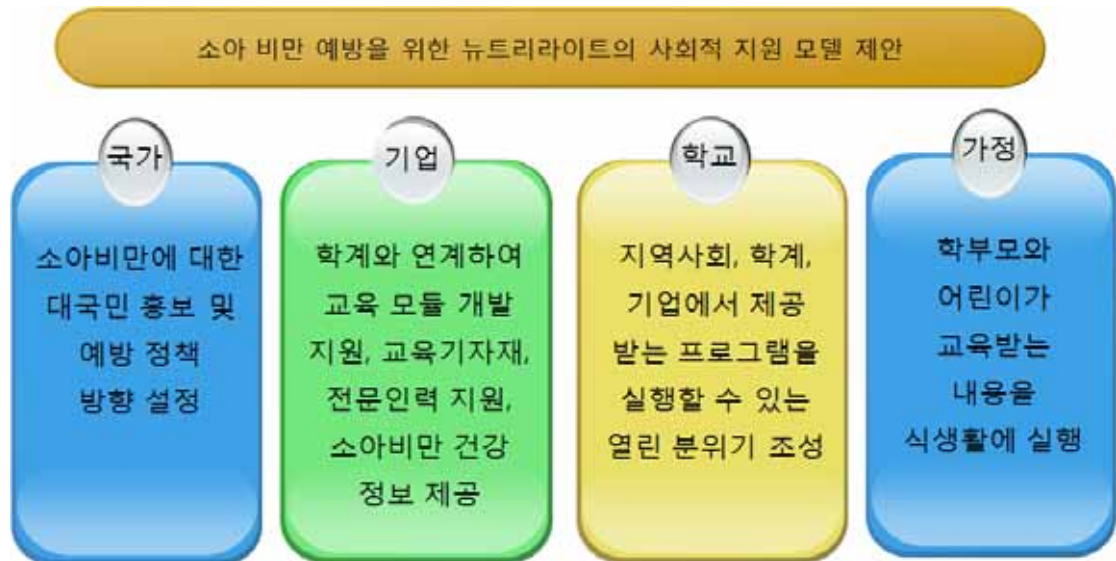 소아 비만 예방을 위한 뉴트리라이트의 사회적 지원 모델 제안
국가
소아비만에 대한
대국민 홍보 및
예방 정책
방향 설정
기업
학계와 연계하여
교육 모듈 개발
지원, 교육기자재,
전문인력 지원,
소아비만 건강
정보 제공
학교
지역사회, 학계,
기업에서 제공
받는 프로그램을
실행할 수 있는
열린 분위기 조성
가정
학부모와
어린이가
교육받는
내용을
식생활에 실행